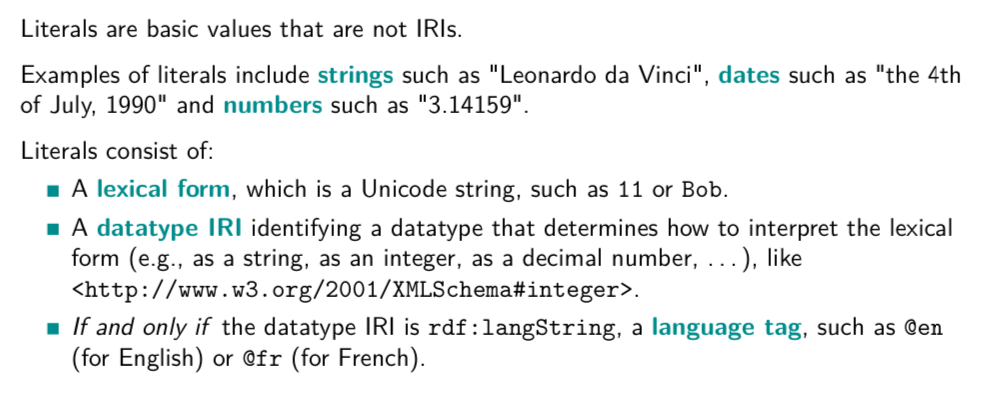 Literals are basic values that are not IRIs.
Examples of literals include strings such as "Leonardo da Vinci", dates such as "the 4th
of July, 1990" and numbers such as "3.14159".
Literals consist of:
■ A lexical form, which is a Unicode string, such as 11 or Bob.
■ A datatype IRI identifying a datatype that determines how to interpret the lexical
form (e.g., as a string, as an integer, as a decimal number, ...), like
<http://www.w3.org/2001/XMLSchema#integer>.
■ If and only if the datatype IRI is rdf:langString, a language tag, such as @en
(for English) or @fr (for French).